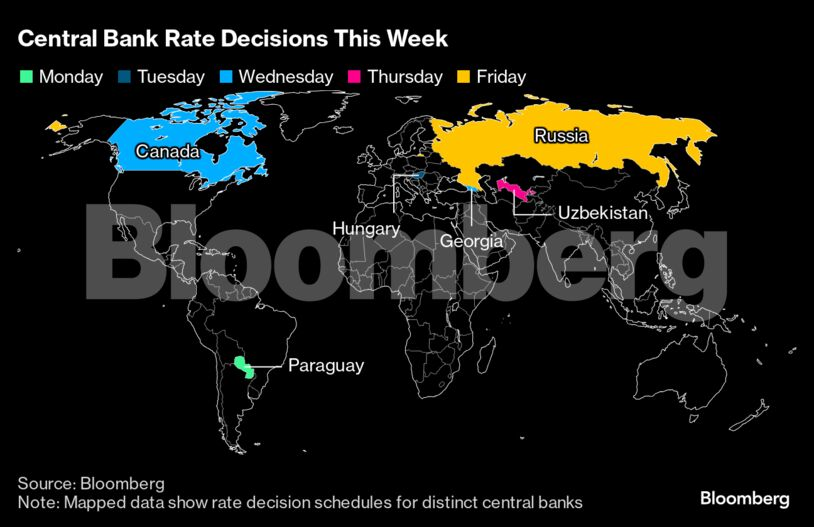 Central Bank Rate Decisions This Week
Monday Tuesday Wednesday Thursday Friday
Canada
Russia
Hungary
Georgia
Uzbekistan
Bloomberg
Paraguay
Source: Bloomberg
Note: Mapped data show rate decision schedules for distinct central banks
Bloomberg